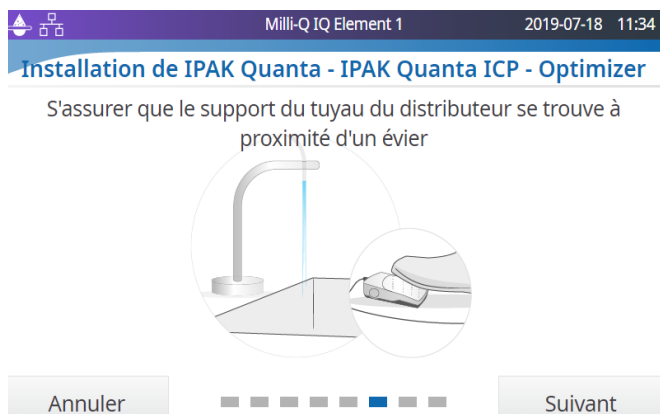 Milli-Q IQ Element 1 2019-07-18 11:34
Installation de IPAK Quanta - IPAK Quanta ICP - Optimizer
S'assurer que le support du tuyau du distributeur se trouve à
proximité d'un évier
Annuler Suivant